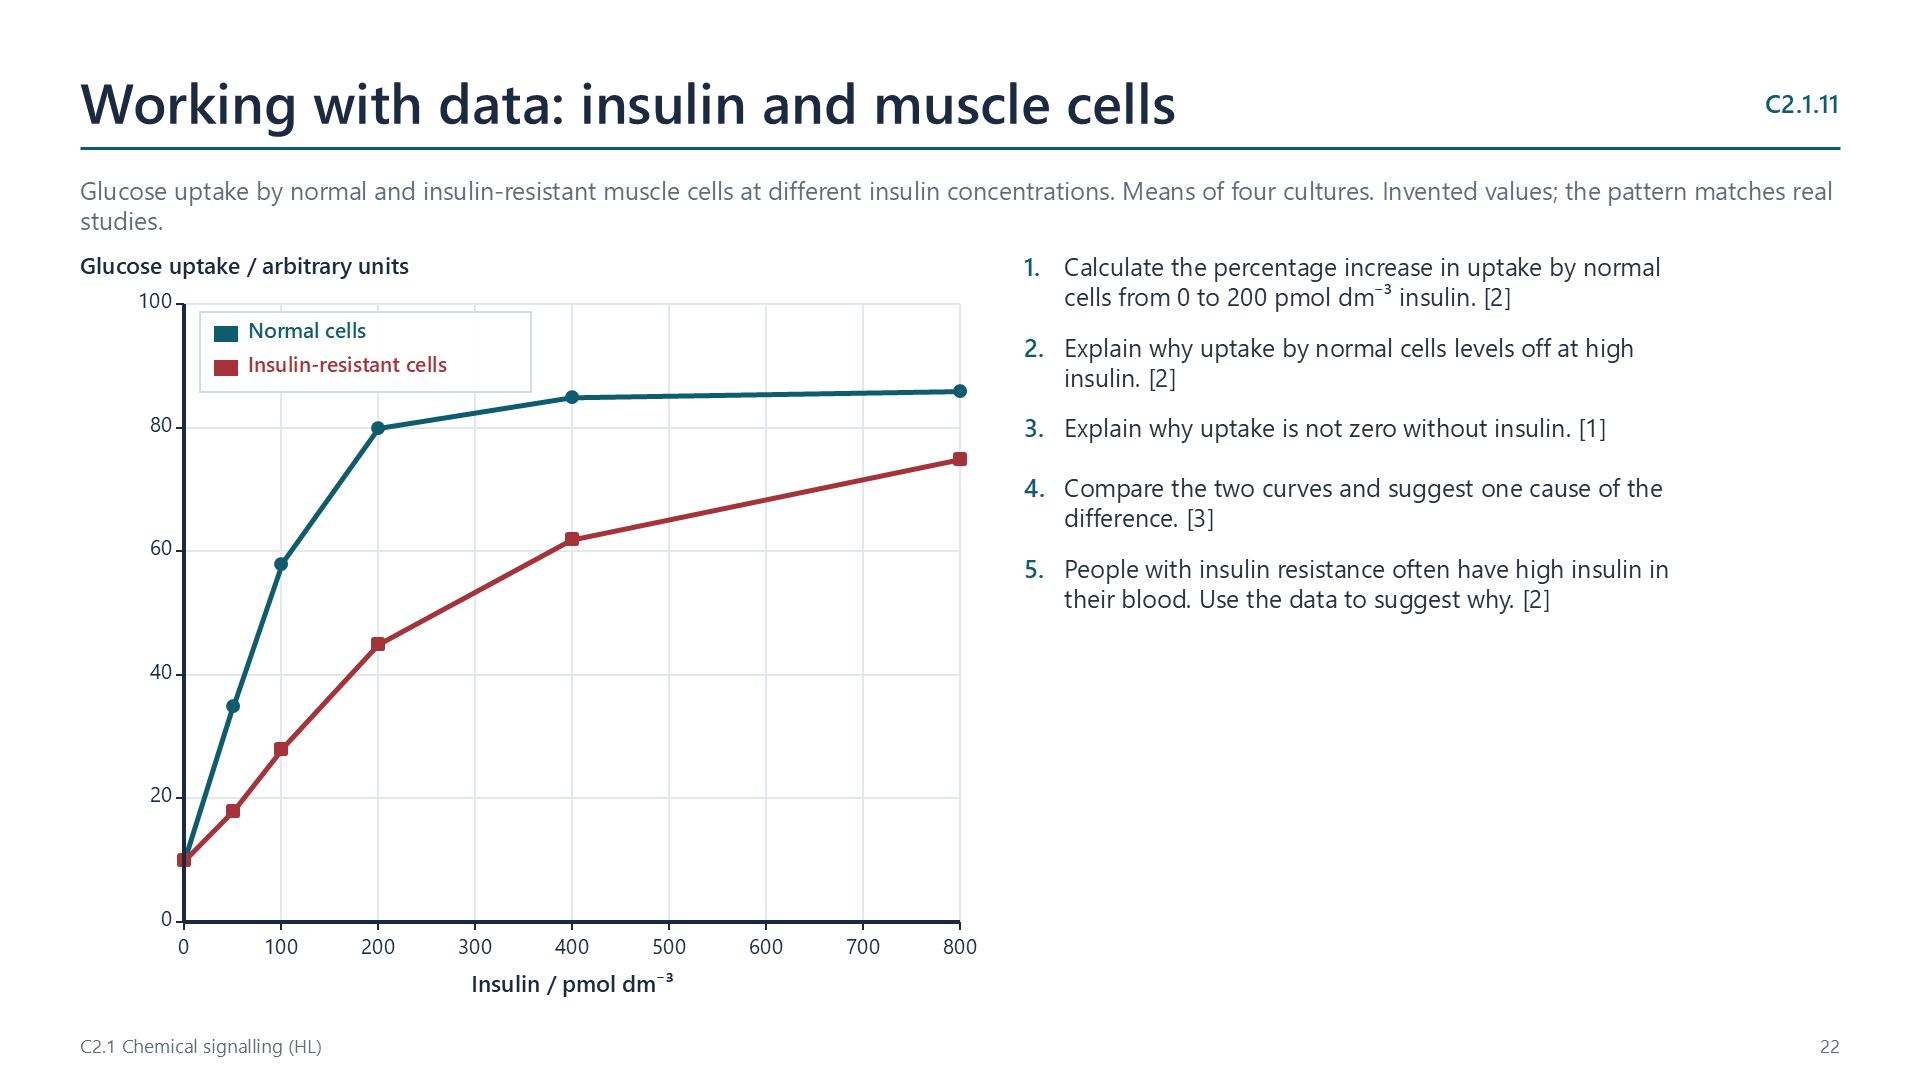 Working with data: insulin and muscle cells
C2.1.11
Glucose uptake by normal and insulin-resistant muscle cells at different insulin concentrations. Means of four cultures. Invented values; the pattern matches real
studies.
Glucose uptake / arbitrary units
100
80
60
40
20
0
Normal cells
Insulin-resistant cells
0 100 200 300 400 500 600 700 800
Insulin / pmol dm⁻³
1. Calculate the percentage increase in uptake by normal
cells from 0 to 200 pmol dm⁻³ insulin. [2]
2. Explain why uptake by normal cells levels off at high
insulin. [2]
3. Explain why uptake is not zero without insulin. [1]
4. Compare the two curves and suggest one cause of the
difference. [3]
5. People with insulin resistance often have high insulin in
their blood. Use the data to suggest why. [2]
C2.1 Chemical signalling (HL)
22